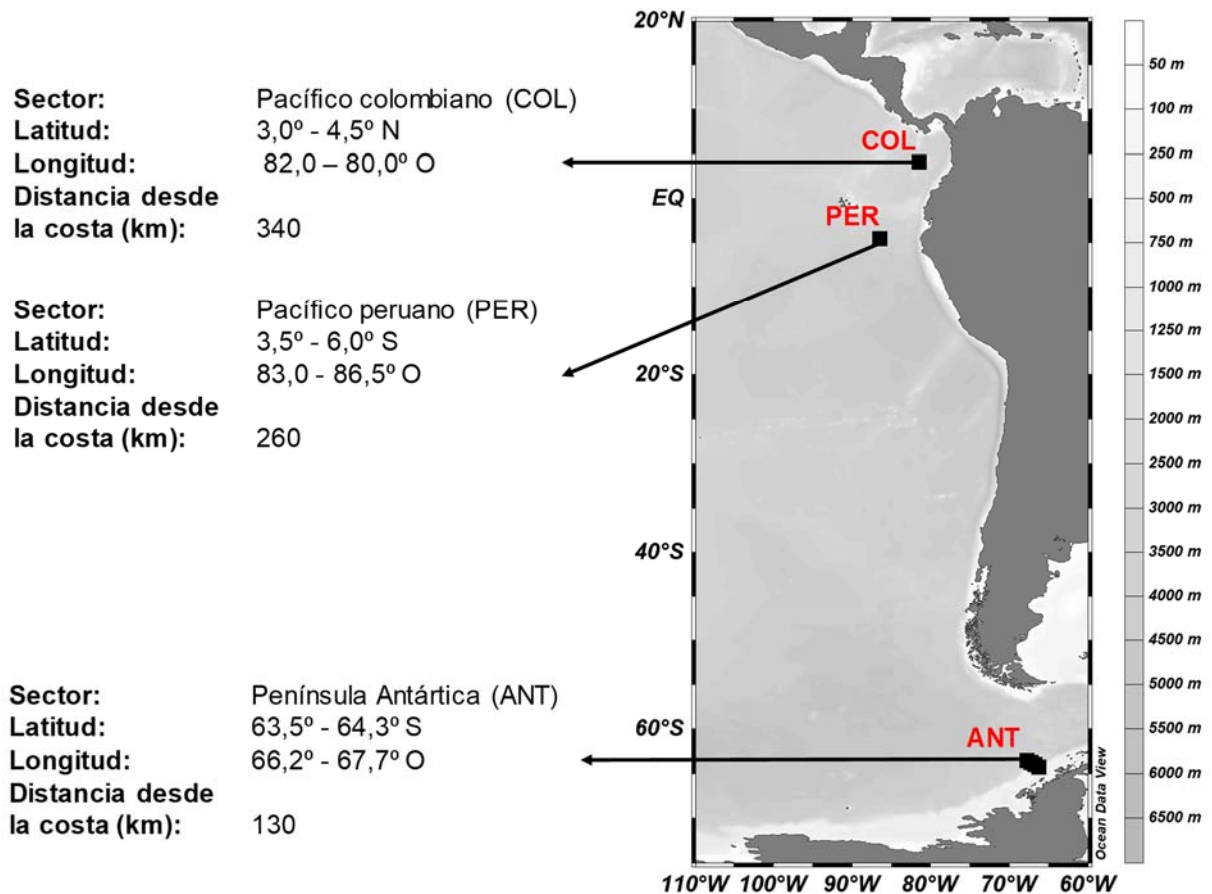 Sector: Pacífico colombiano (COL)
Latitud: 3,0º - 4,5º N
Longitud: 82,0 – 80,0º O
Distancia desde
la costa (km): 340
Sector: Pacífico peruano (PER)
Latitud: 3,5º - 6,0º S
Longitud: 83,0 - 86,5º O
Distancia desde
la costa (km): 260
Sector: Península Antártica (ANT)
Latitud: 63,5º - 64,3º S
Longitud: 66,2º - 67,7º O
Distancia desde
la costa (km): 130
20°N
EQ
20°S
40°S
60°S
COL
PER
ANT
110°W 100°W 90°W 80°W 70°W 60°W
Ocean Data View
50 m
100 m
250 m
500 m
750 m
1000 m
1250 m
1500 m
2000 m
2500 m
3000 m
3500 m
4000 m
4500 m
5000 m
5500 m
6000 m
6500 m